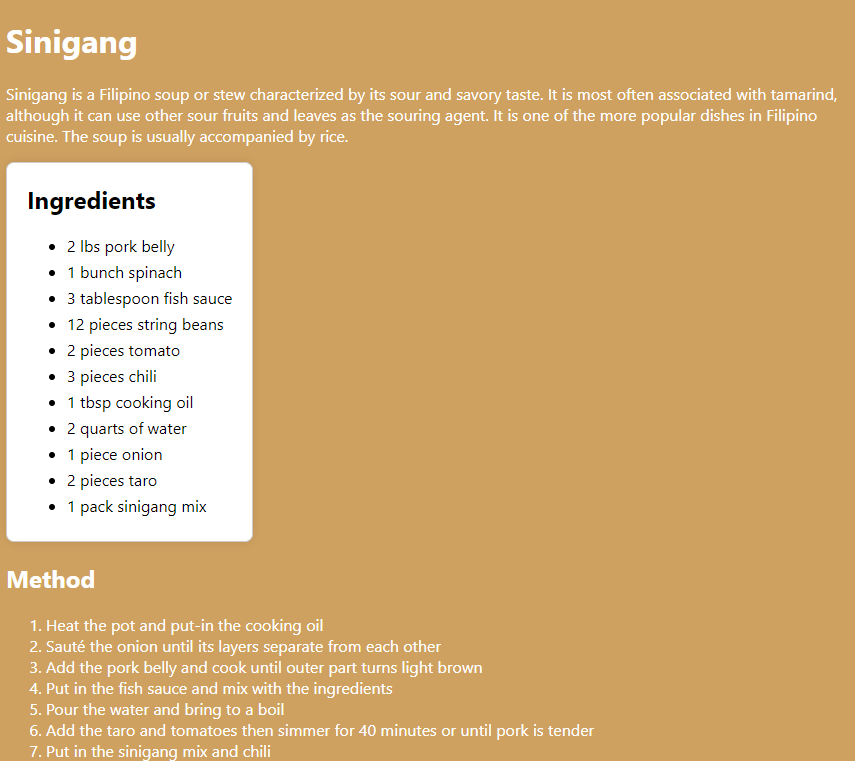 Sinigang
Sinigang is a Filipino soup or stew characterized by its sour and savory taste. It is most often associated with tamarind,
although it can use other sour fruits and leaves as the souring agent. It is one of the more popular dishes in Filipino
cuisine. The soup is usually accompanied by rice.
Ingredients
• 2 lbs pork belly
• 1 bunch spinach
• 3 tablespoon fish sauce
• 12 pieces string beans
• 2 pieces tomato
• 3 pieces chili
• 1 tbsp cooking oil
• 2 quarts of water
• 1 piece onion
• 2 pieces taro
• 1 pack sinigang mix
Method
1. Heat the pot and put-in the cooking oil
2. Sauté the onion until its layers separate from each other
3. Add the pork belly and cook until outer part turns light brown
4. Put in the fish sauce and mix with the ingredients
5. Pour the water and bring to a boil
6. Add the taro and tomatoes then simmer for 40 minutes or until pork is tender
7. Put in the sinigang mix and chili